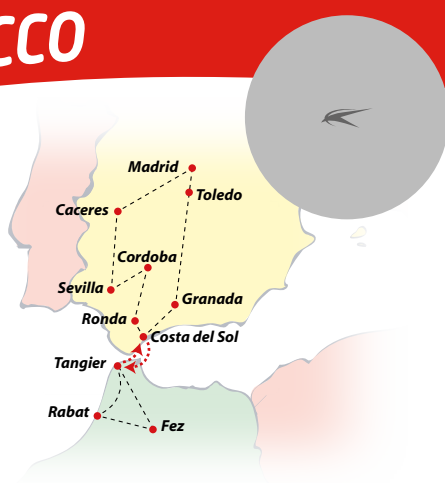 CCO
Madrid
Toledo
Caceres
Cordoba
Sevilla
Granada
Ronda
Costa del Sol
Tangier
Rabat
Fez